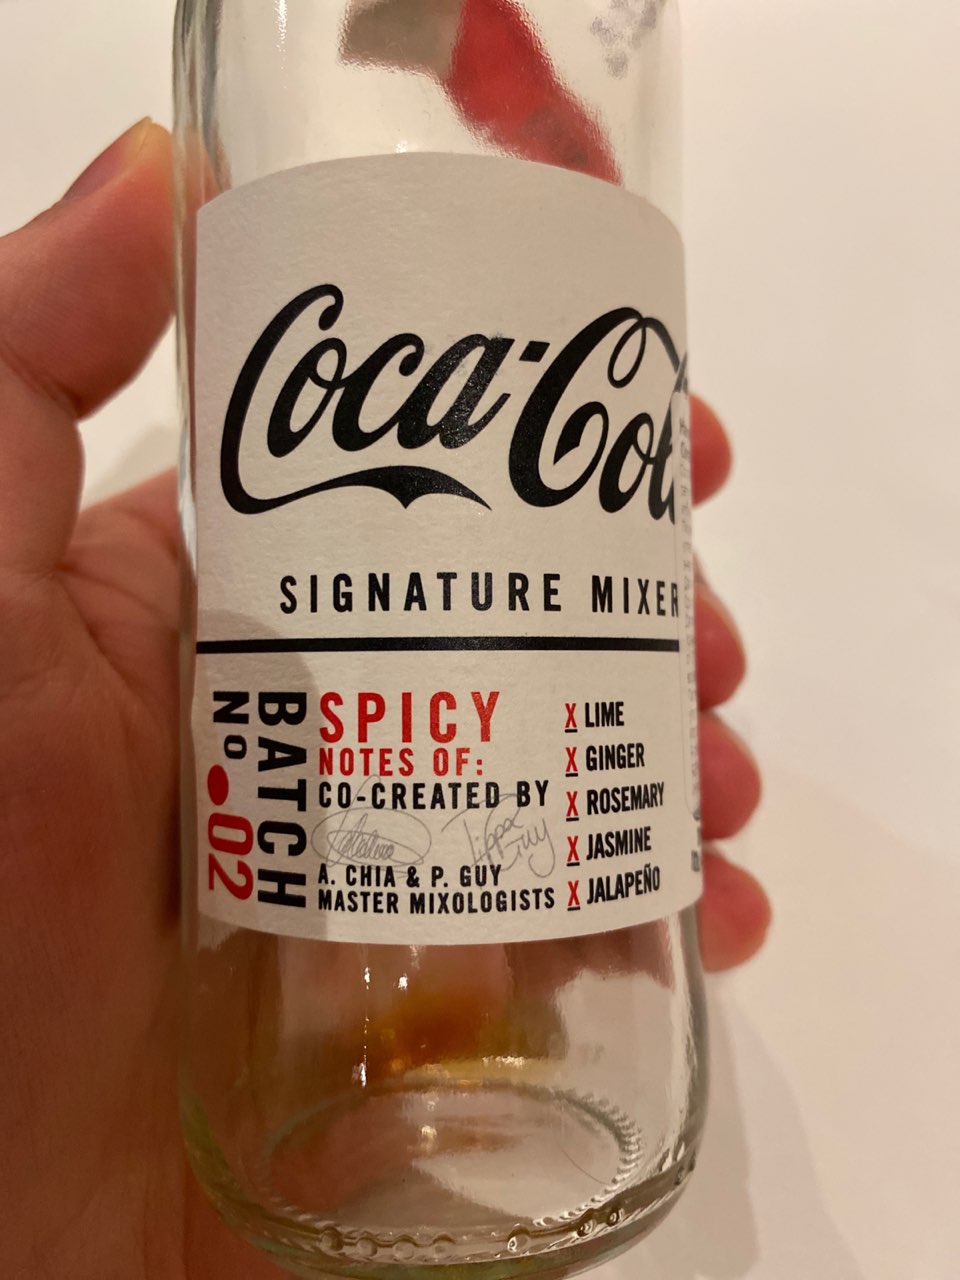 Coca-Cola
SIGNATURE MIXER
BATCH
No.02
SPICY
NOTES OF:
CO-CREATED BY
A. CHIA & P. GUY
MASTER MIXOLOGISTS
X LIME
X GINGER
X ROSEMARY
X JASMINE
X JALAPEÑO